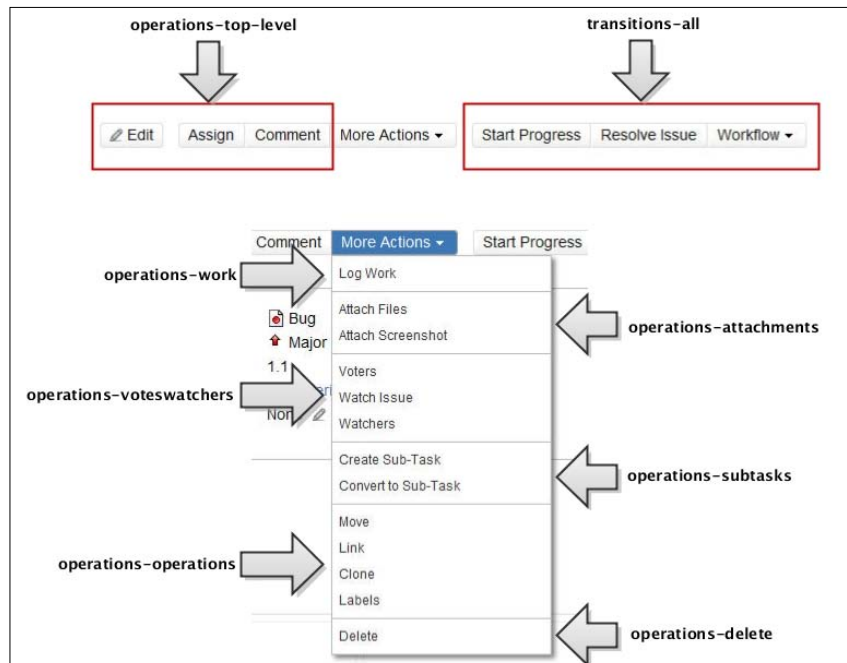 operations-top-level
transitions-all
Edit Assign Comment More Actions Start Progress Resolve Issue Workflow
Comment More Actions Start Progress
operations-work
Log Work
Bug
Attach Files
operations-attachments
Major
Attach Screenshot
1.1
Voters
operations-voteswatchers
Watch Issue
Watchers
Create Sub-Task
operations-subtasks
Convert to Sub-Task
Move
Link
operations-operations
Clone
Labels
Delete
operations-delete